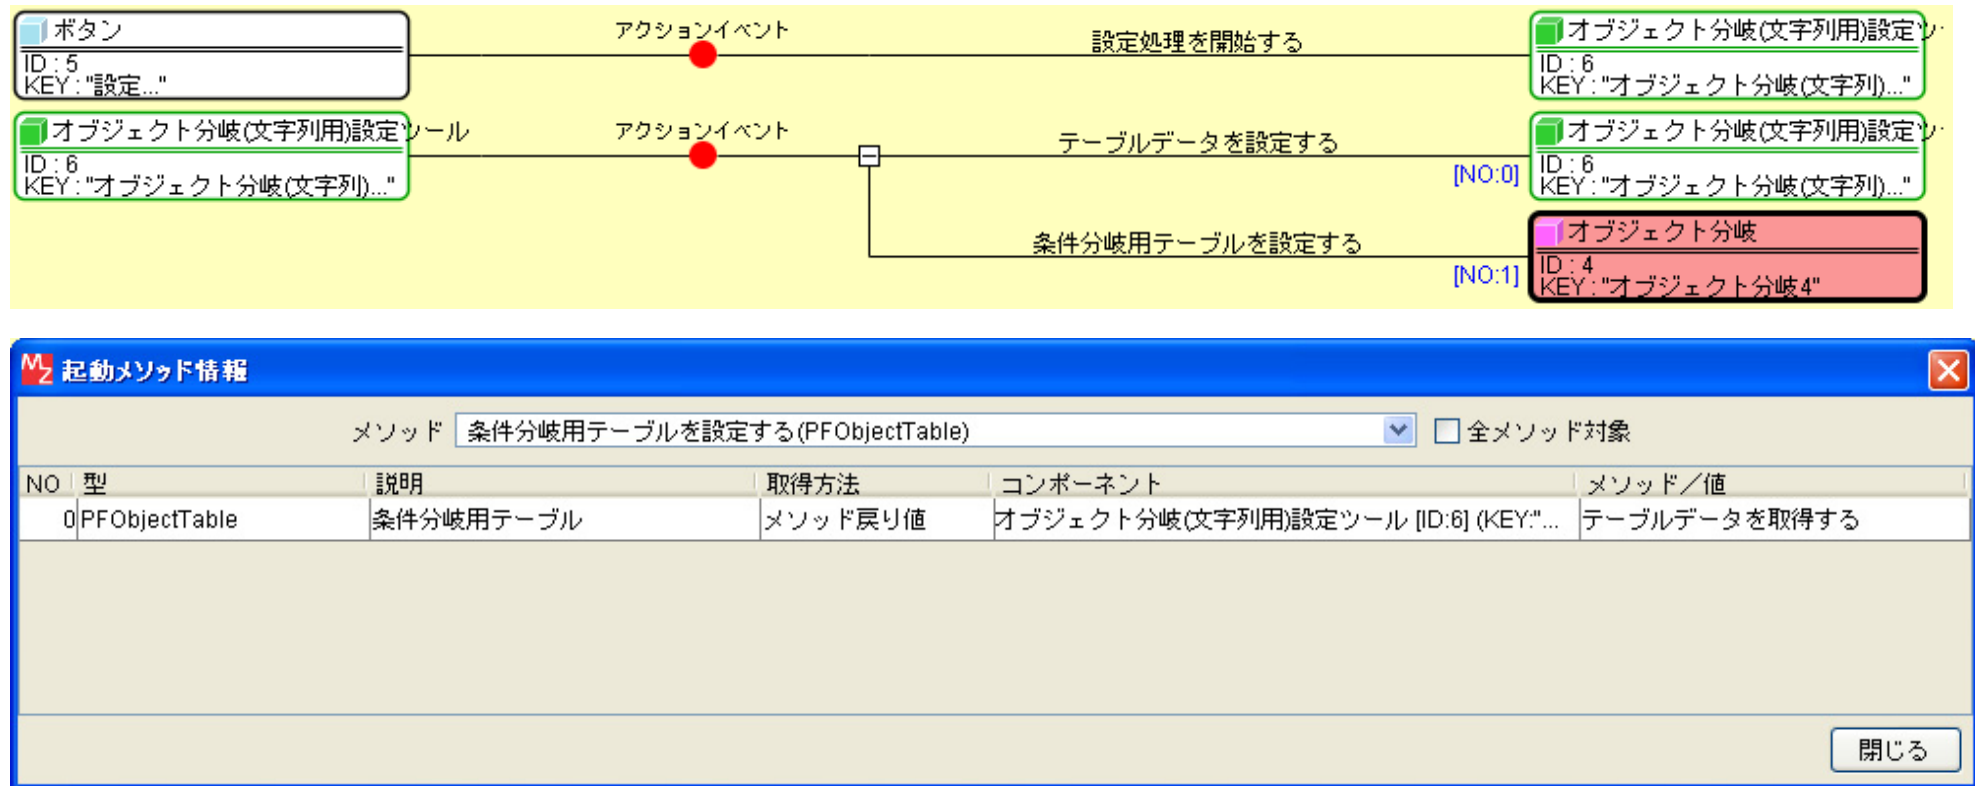 ボタン
ID : 5
KEY : "設定..."
アクションイベント
設定処理を開始する
オブジェクト分岐(文字列用)設定ツ
ID : 6
KEY : "オブジェクト分岐(文字列)..."
オブジェクト分岐(文字列用)設定ツール
ID : 6
KEY : "オブジェクト分岐(文字列)..."
アクションイベント
テーブルデータを設定する
[NO:0]
オブジェクト分岐(文字列用)設定ツ
ID : 6
KEY : "オブジェクト分岐(文字列)..."
条件分岐用テーブルを設定する
[NO:1]
オブジェクト分岐
ID : 4
KEY : "オブジェクト分岐4"
MZ 起動メソッド情報
メソッド 条件分岐用テーブルを設定する(PFObjectTable) 全メソッド対象
NO 型 説明 取得方法 コンポーネント メソッド／値
0 PFObjectTable 条件分岐用テーブル メソッド戻り値 オブジェクト分岐(文字列用)設定ツール [ID:6] (KEY:"... テーブルデータを取得する
閉じる